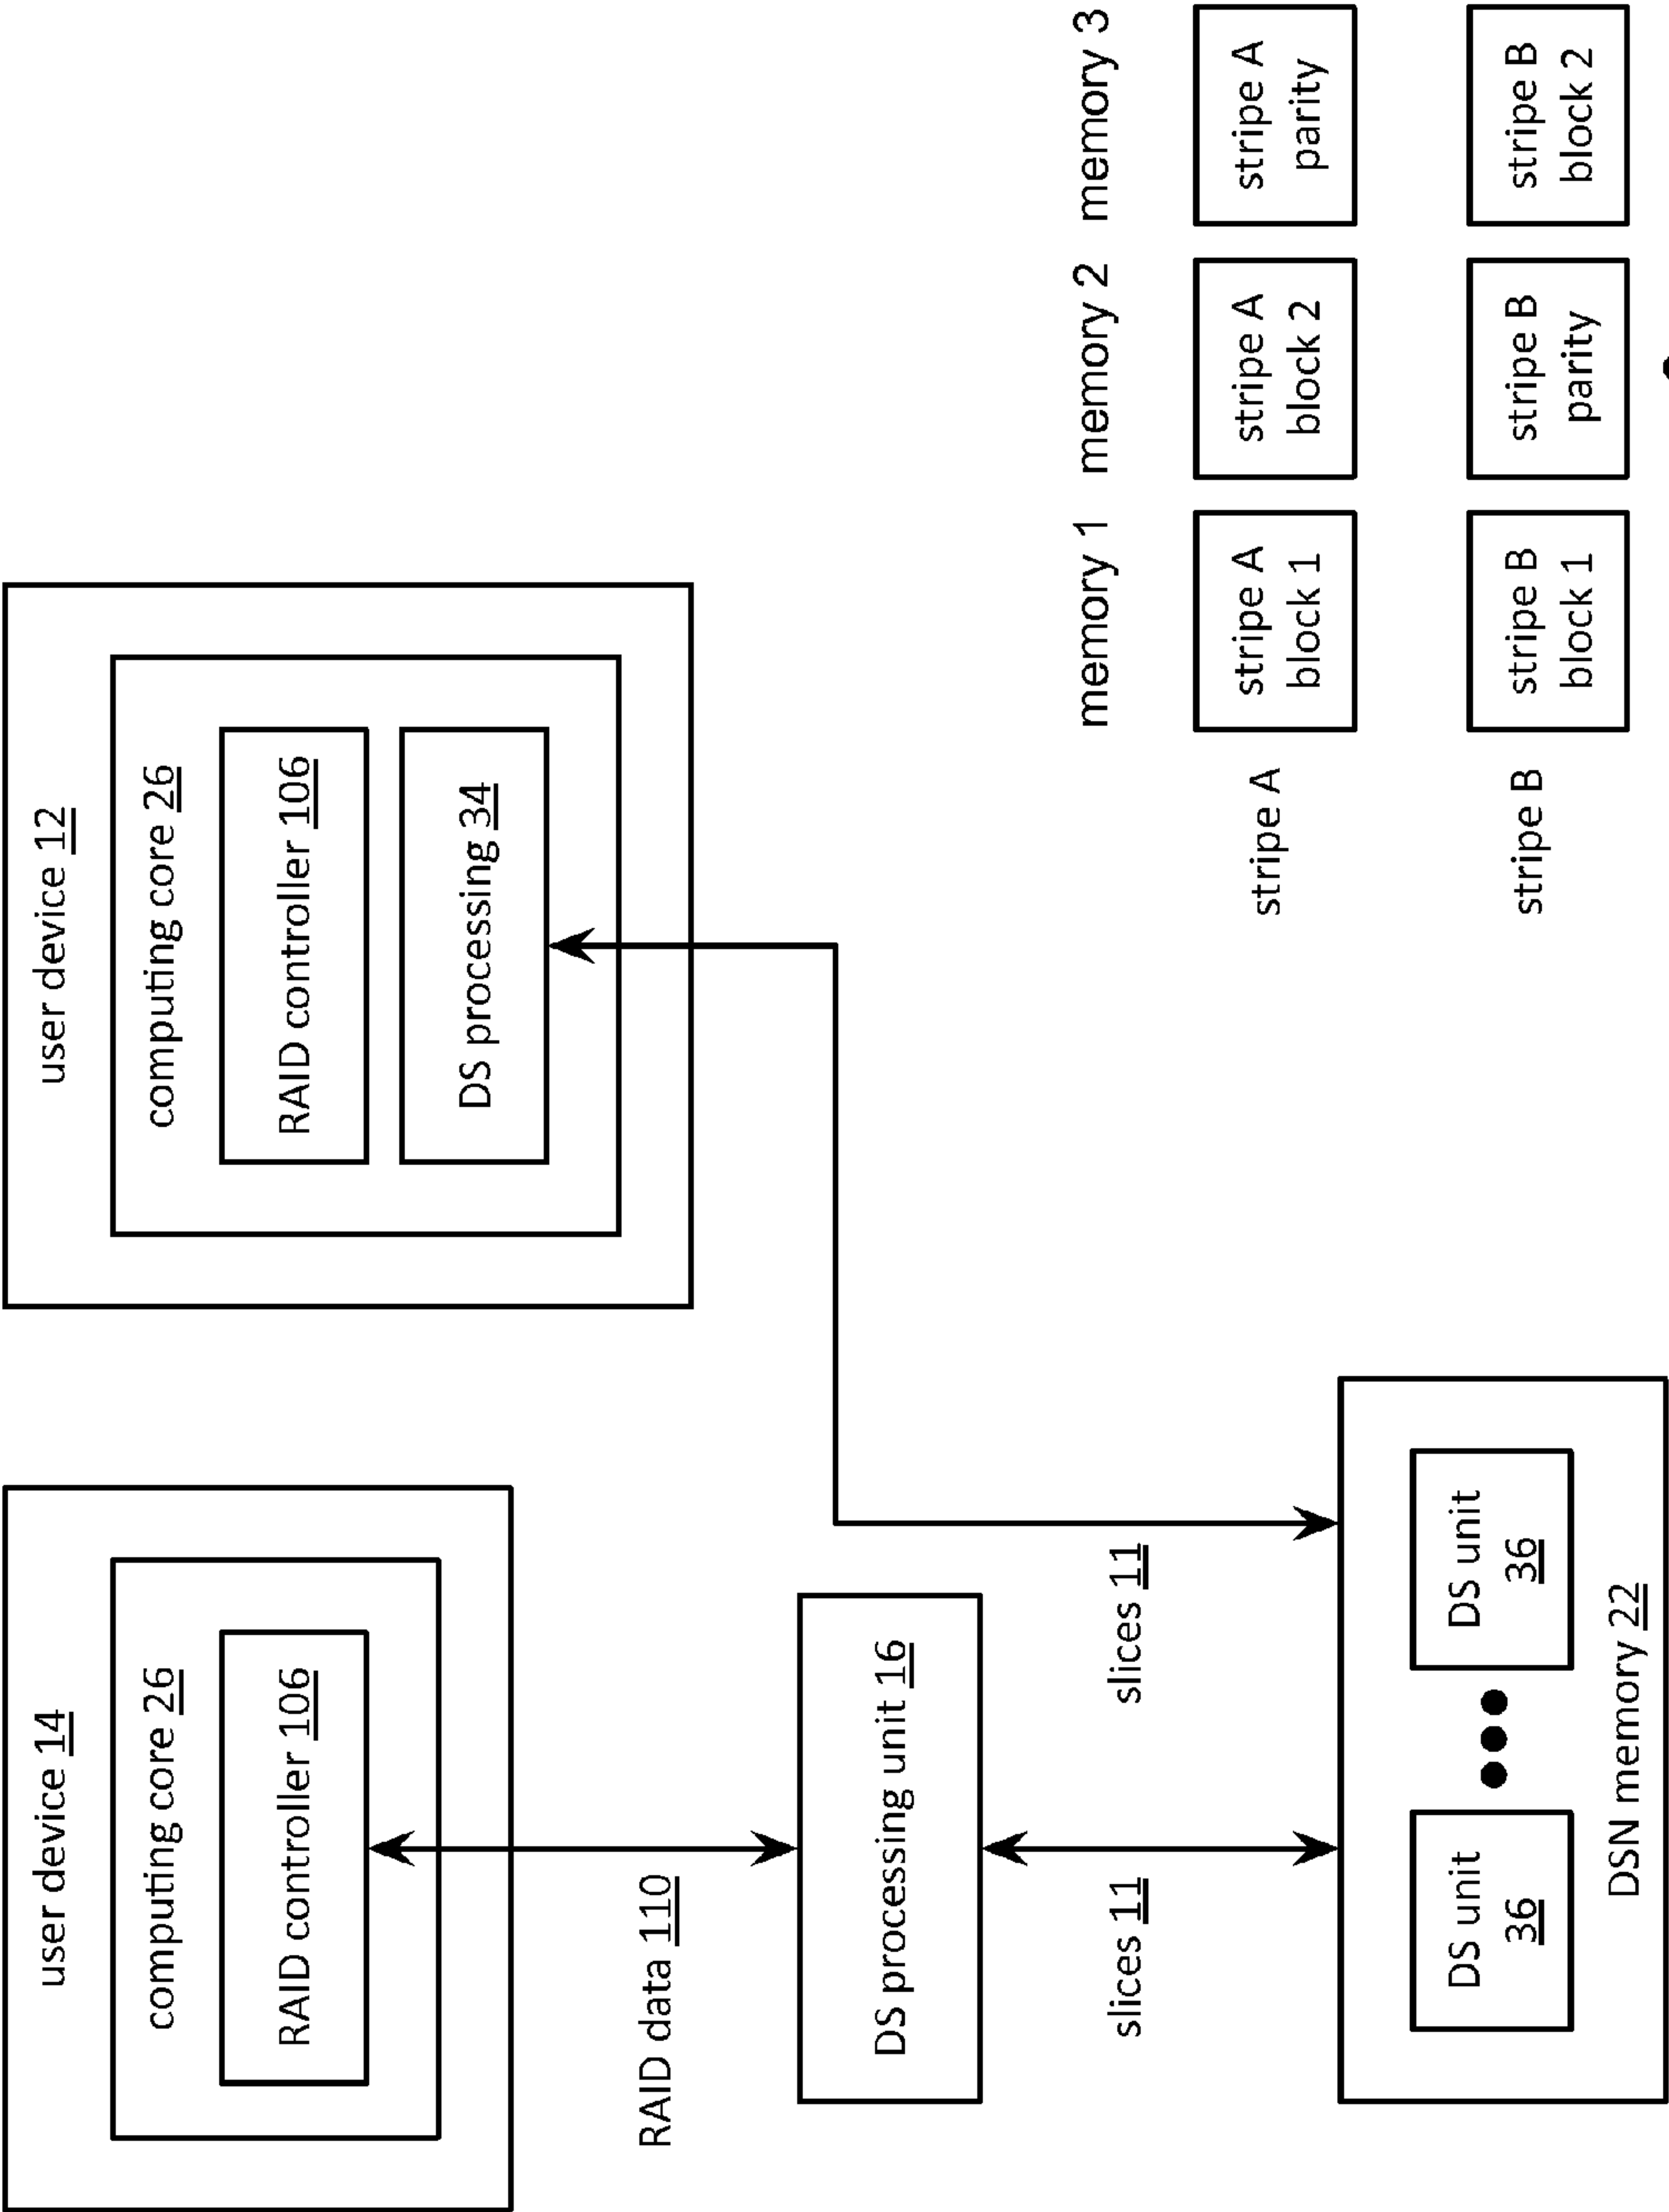 user device 14
computing core 26
RAID controller 106
RAID data 110
DS processing unit 16
slices 11
DS unit
36
DS unit
36
DSN memory 22
user device 12
computing core 26
RAID controller 106
DS processing 34
slices 11
memory 1 memory 2 memory 3
stripe A
stripe A
block 1
stripe A
block 2
stripe A
parity
stripe B
stripe B
block 1
stripe B
parity
stripe B
block 2